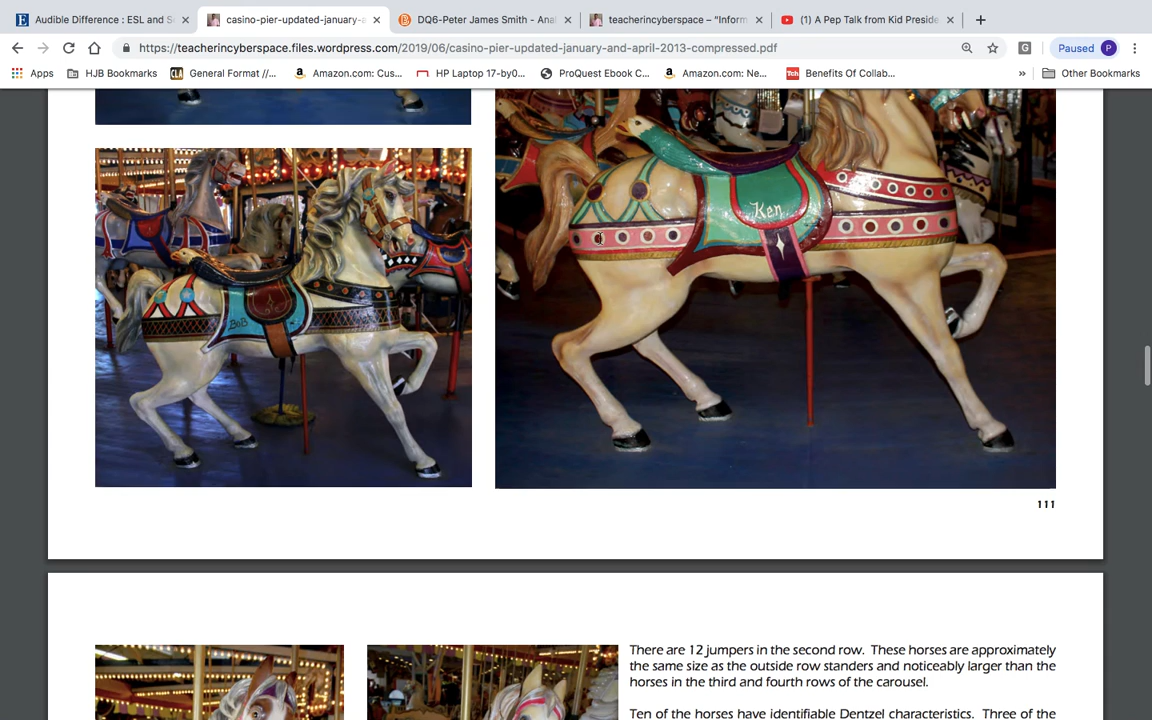 Audible Difference : ESL and S
casino-pier-updated-january-a
DQ6-Peter James Smith - Anal
teacherincyberspace – "Inform
(1) A Pep Talk from Kid Preside
https://teacherincyberspace.files.wordpress.com/2019/06/casino-pier-updated-january-and-april-2013-compressed.pdf
Paused P
Apps
HJB Bookmarks
CLA General Format //...
Amazon.com: Cus...
HP Laptop 17-by0...
ProQuest Ebook C...
Amazon.com: Ne...
Tch Benefits Of Collab...
» Other Bookmarks
Ken
BoB
111
There are 12 jumpers in the second row. These horses are approximately
the same size as the outside row standers and noticeably larger than the
horses in the third and fourth rows of the carousel.
Ten of the horses have identifiable Dentzel characteristics. Three of the